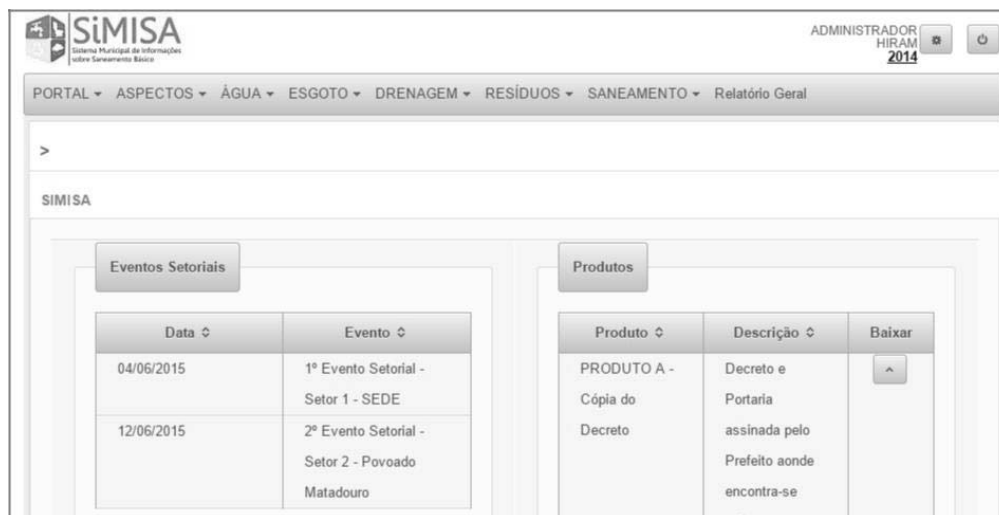 SiMISA
Sistema Municipal de Informações
sobre Saneamento Básico
ADMINISTRADOR
HIRAM
2014
PORTAL ASPECTOS ÁGUA ESGOTO DRENAGEM RESÍDUOS SANEAMENTO Relatório Geral
>
SIMISA
Eventos Setoriais
Data Evento
04/06/2015 1º Evento Setorial -
Setor 1 - SEDE
12/06/2015 2º Evento Setorial -
Setor 2 - Povoado
Matadouro
Produtos
Produto Descrição Baixar
PRODUTO A - Decreto e
Cópia do Portaria
Decreto assinada pelo
Prefeito aonde
encontra-se